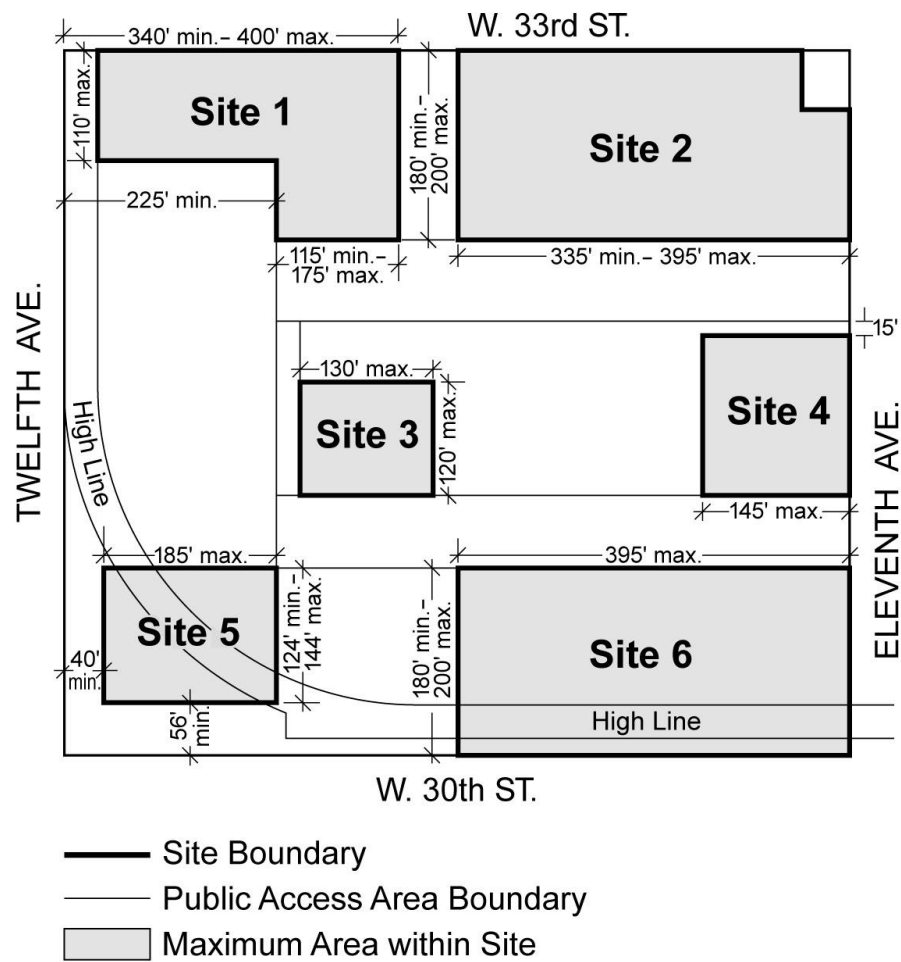 W. 33rd ST.
340' min.– 400' max.
110' max.
Site 1
180' min.–
200' max.
Site 2
225' min.
115' min.–
175' max.
335' min.– 395' max.
15'
TWELFTH AVE.
High Line
130' max.
Site 3
120' max.
Site 4
145' max.
ELEVENTH AVE.
185' max.
395' max.
Site 5
124' min.–
144' max.
180' min.–
200' max.
Site 6
40'
min.
56'
min.
High Line
W. 30th ST.
Site Boundary
Public Access Area Boundary
Maximum Area within Site